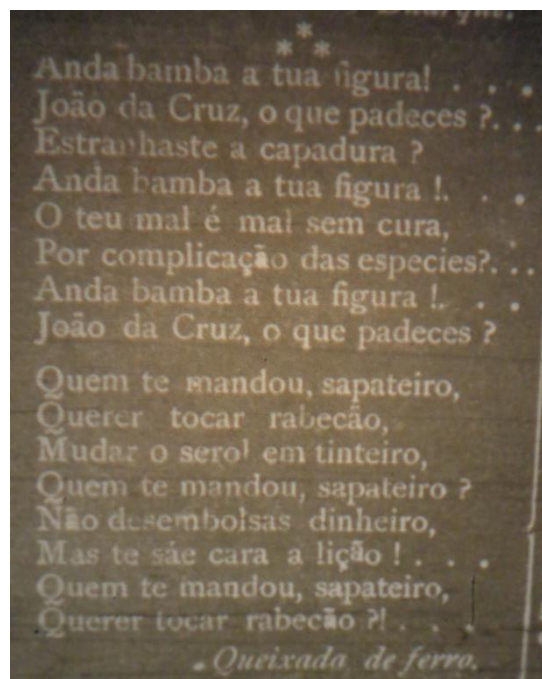 ***
Anda bamba a tua figura! . . .
João da Cruz, o que padeces ?. . .
Estranhaste a capadura ?
Anda bamba a tua figura !. . .
O teu mal é mal sem cura,
Por complicação das especies?. . .
Anda bamba a tua figura !. . .
João da Cruz, o que padeces ?
Quem te mandou, sapateiro,
Querer tocar rabecão,
Mudar o serol em tinteiro,
Quem te mandou, sapateiro ?
Não desembolsas dinheiro,
Mas te sáe cara a lição ! . . .
Quem te mandou, sapateiro,
Querer tocar rabecão ?! . . .
Queixada de ferro.